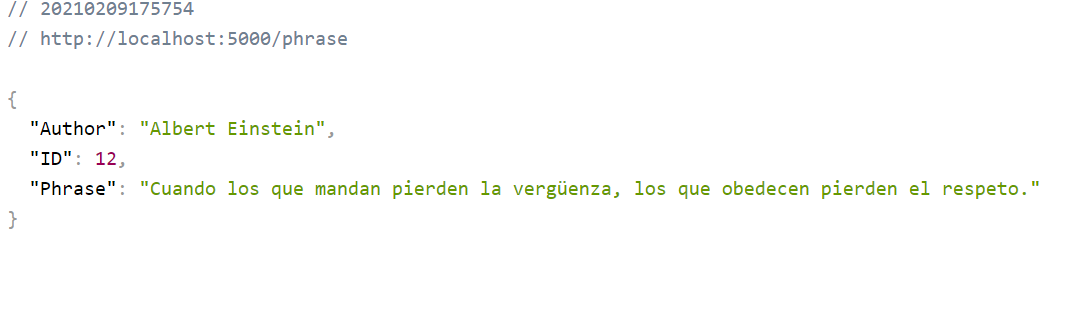 // 20210209175754
// http://localhost:5000/phrase
{
"Author": "Albert Einstein",
"ID": 12,
"Phrase": "Cuando los que mandan pierden la vergüenza, los que obedecen pierden el respeto."
}